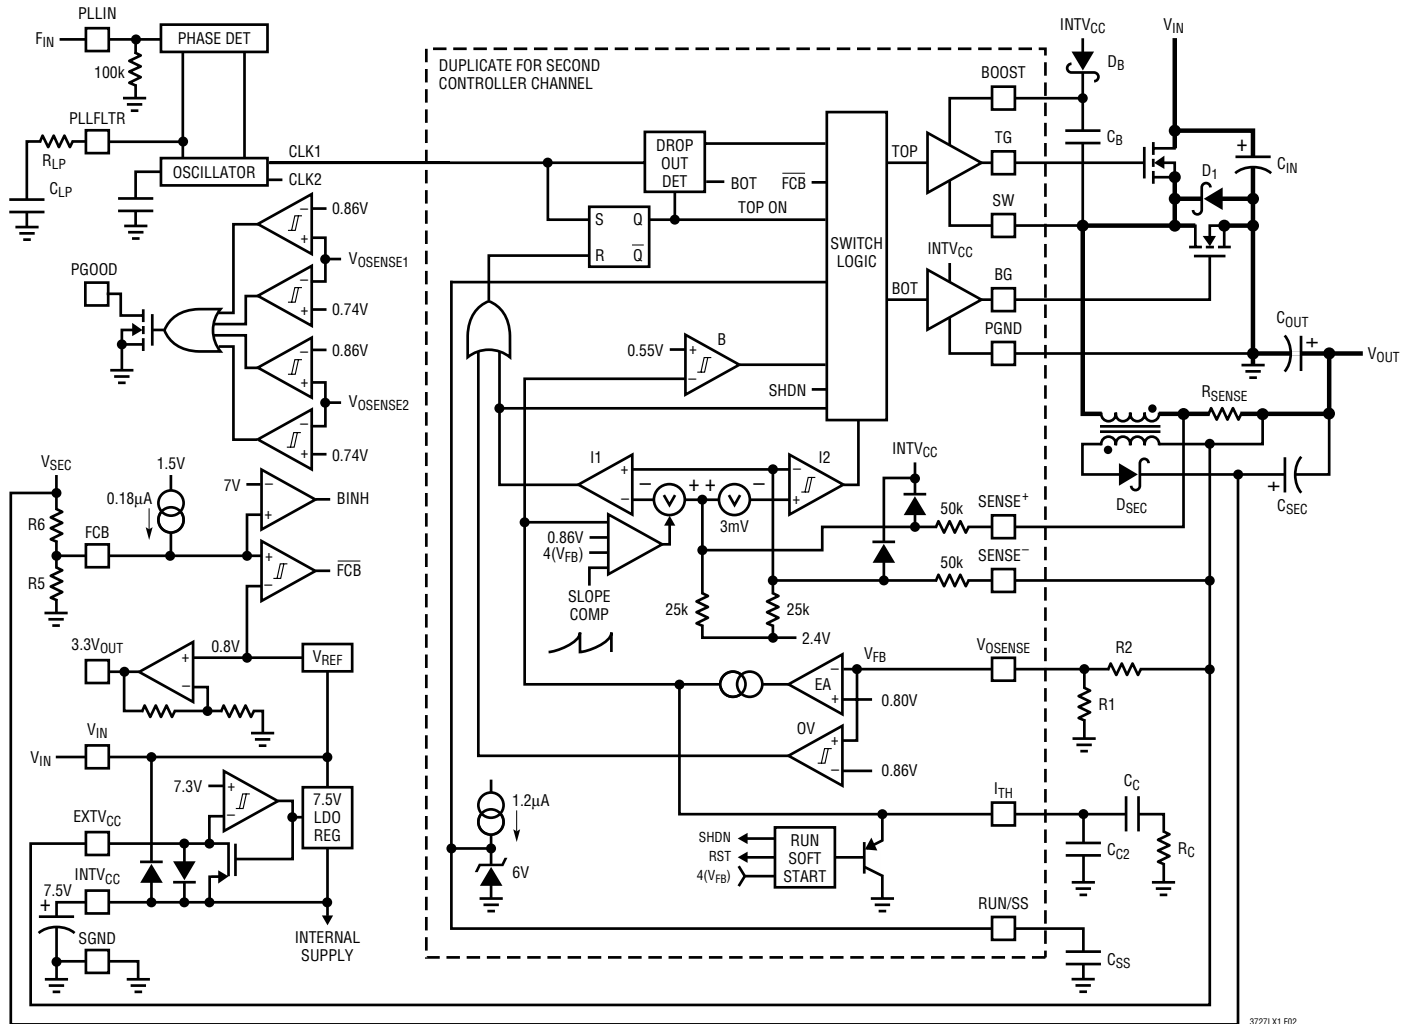 PLLIN
F_IN
PHASE DET
100k
PLLFLTR
R_LP
C_LP
OSCILLATOR
CLK1
CLK2
DUPLICATE FOR SECOND
CONTROLLER CHANNEL
0.86V
V_OSENSE1
0.74V
PGOOD
0.86V
V_OSENSE2
0.74V
V_SEC
1.5V
7V
BINH
0.18µA
R6
FCB
F̅C̅B̅
R5
3.3V_OUT
0.8V
V_REF
V_IN
V_IN
7.3V
7.5V
LDO
REG
EXTV_CC
INTV_CC
7.5V
SGND
INTERNAL
SUPPLY
DROP
OUT
DET
BOT
F̅C̅B̅
TOP ON
S
Q
R
Q̅
SWITCH
LOGIC
TOP
BOT
INTV_CC
0.55V
B
SHDN
I1
I2
3mV
0.86V
4(V_FB)
SLOPE
COMP
25k
25k
2.4V
INTV_CC
50k
SENSE+
50k
SENSE–
V_FB
V_OSENSE
EA
0.80V
OV
0.86V
1.2µA
6V
SHDN
RST
4(V_FB)
RUN
SOFT
START
I_TH
RUN/SS
BOOST
TG
SW
BG
PGND
INTV_CC
D_B
C_B
V_IN
C_IN
D_1
C_OUT
V_OUT
R_SENSE
D_SEC
C_SEC
R2
R1
C_C
C_C2
R_C
C_SS
3727LX1 F02